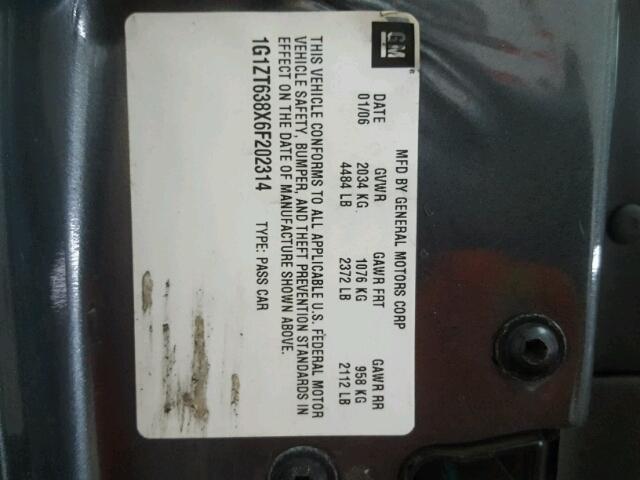 GM
MFD BY GENERAL MOTORS CORP
DATE GVWR GAWR FRT GAWR RR
01/06 2034 KG 1076 KG 958 KG
4484 LB 2372 LB 2112 LB
THIS VEHICLE CONFORMS TO ALL APPLICABLE U.S. FEDERAL MOTOR
VEHICLE SAFETY, BUMPER, AND THEFT PREVENTION STANDARDS IN
EFFECT ON THE DATE OF MANUFACTURE SHOWN ABOVE.
1G1ZT638X6F202314 TYPE: PASS CAR